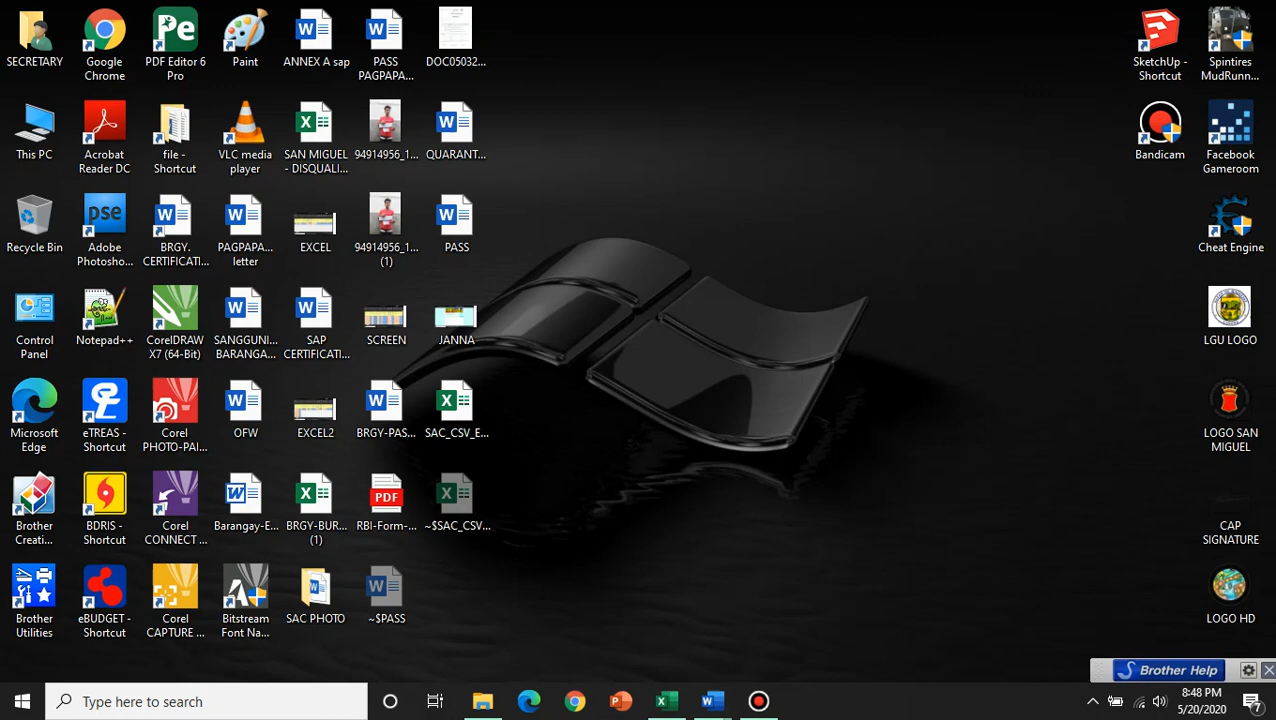 SECRETARY
Google
Chrome
PDF Editor 6
Pro
Paint
ANNEX A sap
PASS
PAGPAPA...
DOC05032...
SketchUp -
Shortcut
Spintires
MudRunn...
This PC
Acrobat
Reader DC
file -
Shortcut
VLC media
player
SAN MIGUEL
- DISQUALI...
94914956_1...
QUARANT...
Bandicam
Facebook
Gameroom
Recycle Bin
Adobe
Photosho...
BRGY.
CERTIFICATI...
PAGPAPA...
letter
EXCEL
94914956_1...
(1)
PASS
Cheat Engine
Control
Panel
Notepad++
CorelDRAW
X7 (64-Bit)
SANGGUNI...
BARANGA...
SAP
CERTIFICATI...
SCREEN
JANNA
LGU LOGO
Microsoft
Edge
eTREAS -
Shortcut
Corel
PHOTO-PAI...
OFW
EXCEL2
BRGY-PAS...
SAC_CSV_E...
LOGO SAN
MIGUEL
Brother
Creati...
BDRIS -
Shortcut
Corel
CONNECT ...
Barangay-E...
BRGY-BUR...
(1)
PDF
RBI-Form-...
~$SAC_CSV...
CAP
SIGNATURE
Brother
Utilities
eBUDGET -
Shortcut
Corel
CAPTURE ...
Bitstream
Font Na...
SAC PHOTO
~$PASS
LOGO HD
Brother Help
Type here to search
8:48 PM
5/20/2020
7